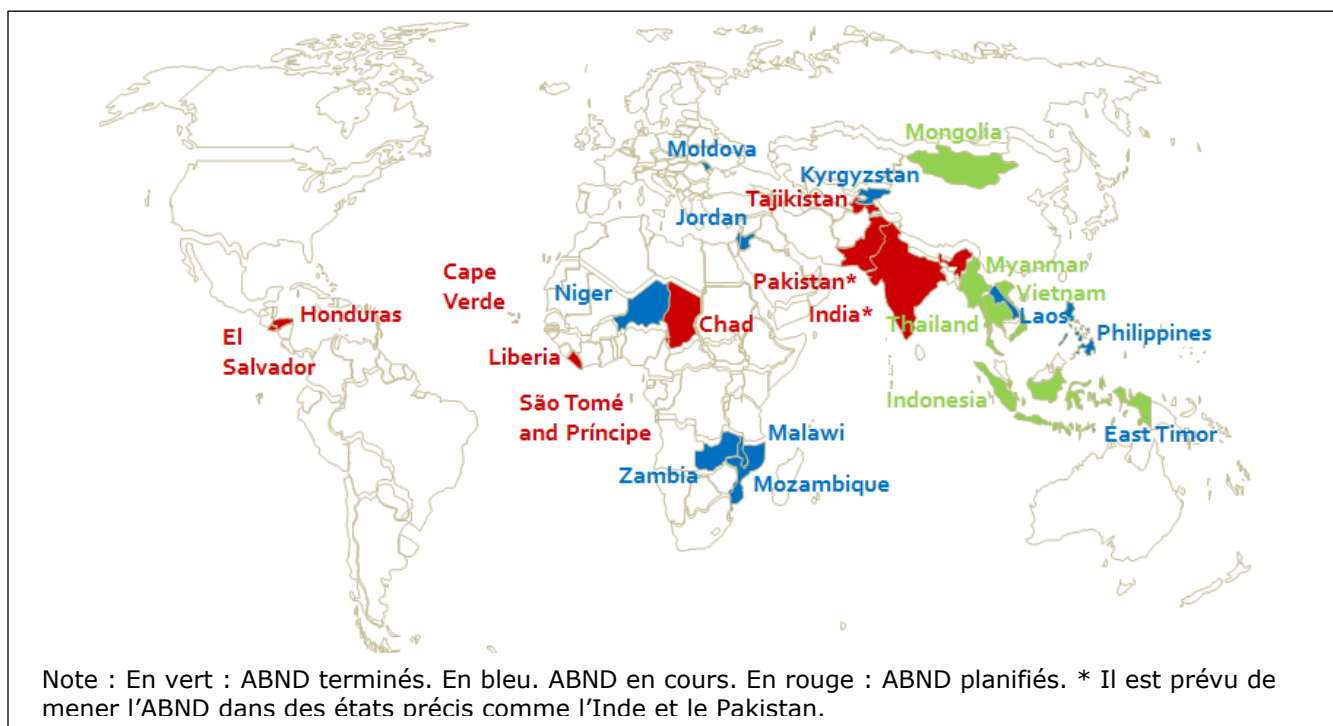 Mongolia
Moldova
Kyrgyzstan
Tajikistan
Jordan
Cape
Verde
Niger
Pakistan*
Myanmar
Vietnam
Honduras
Chad
India*
Thailand
Laos
Philippines
El
Salvador
Liberia
São Tomé
and Príncipe
Indonesia
East Timor
Malawi
Zambia
Mozambique
Note : En vert : ABND terminés. En bleu. ABND en cours. En rouge : ABND planifiés. * Il est prévu de
mener l’ABND dans des états précis comme l’Inde et le Pakistan.